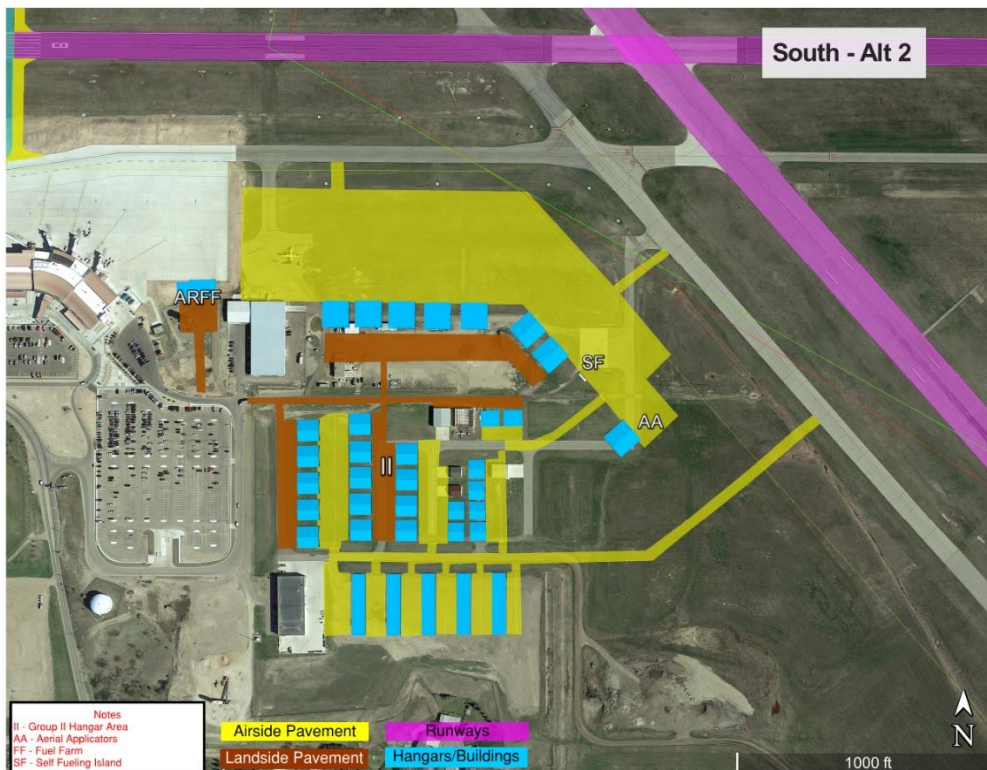 South - Alt 2
ARFF
SF
AA
II
Notes
II - Group II Hangar Area
AA - Aerial Applicators
FF - Fuel Farm
SF - Self Fueling Island
Airside Pavement
Runways
Landside Pavement
Hangars/Buildings
N
1000 ft